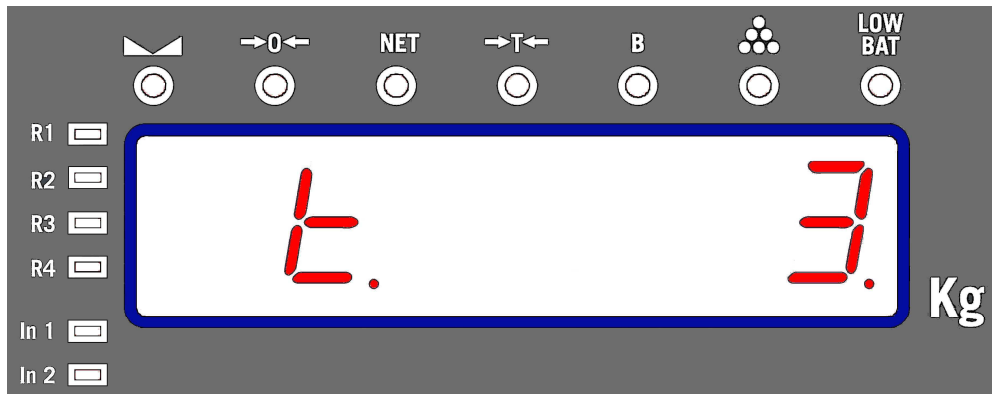 →0← NET →T← B LOW BAT
R1
R2
R3
R4
t. 3.
Kg
In 1
In 2